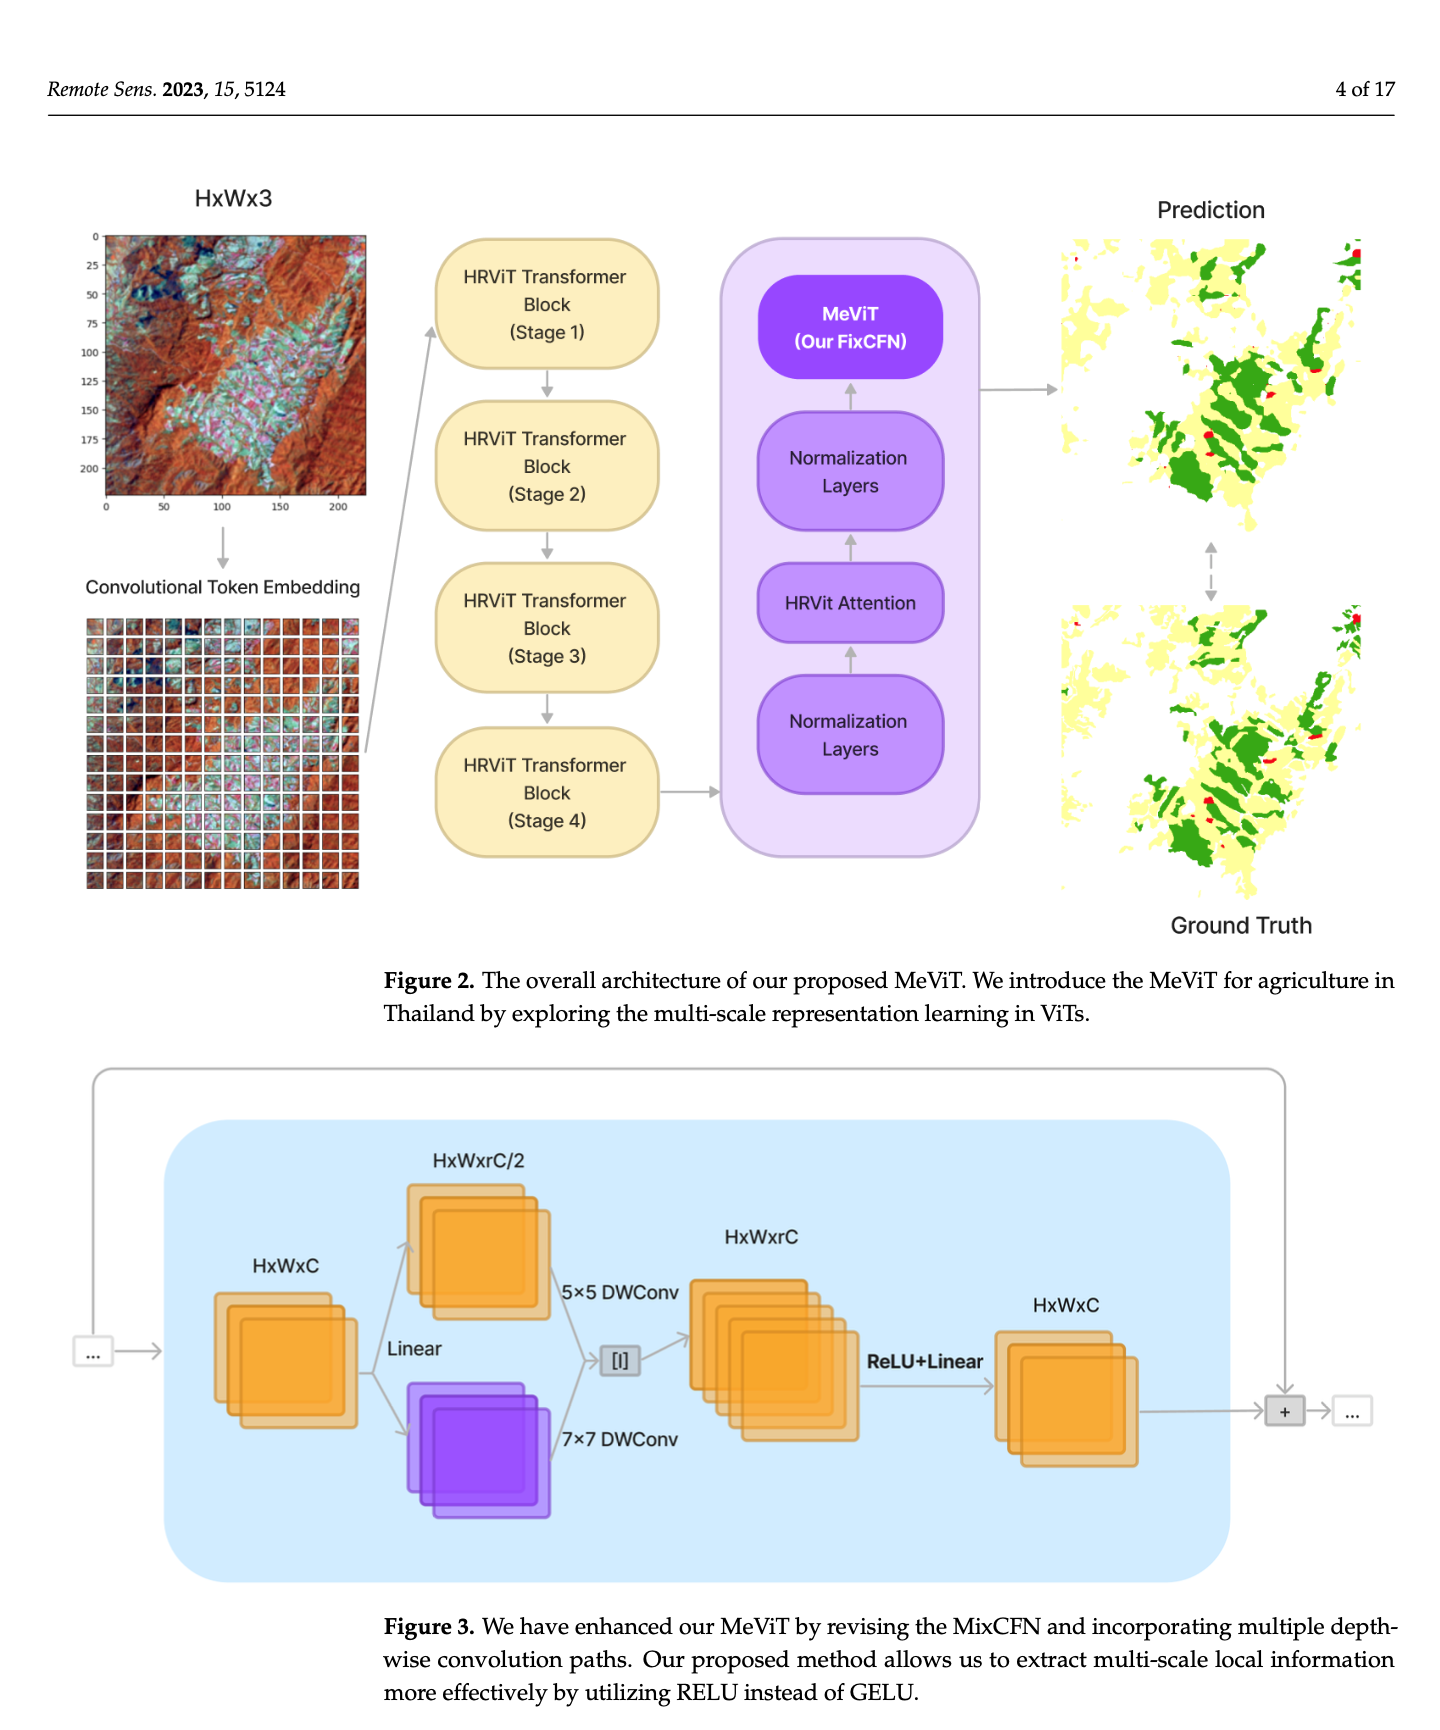 Remote Sens. 2023, 15, 5124
4 of 17
HxWx3
0
25
50
75
100
125
150
175
200
0 50 100 150 200
Convolutional Token Embedding
HRViT Transformer
Block
(Stage 1)
HRViT Transformer
Block
(Stage 2)
HRViT Transformer
Block
(Stage 3)
HRViT Transformer
Block
(Stage 4)
MeViT
(Our FixCFN)
Normalization
Layers
HRVit Attention
Normalization
Layers
Prediction
Ground Truth
Figure 2. The overall architecture of our proposed MeViT. We introduce the MeViT for agriculture in
Thailand by exploring the multi-scale representation learning in ViTs.
...
HxWxC
Linear
HxWxrC/2
5×5 DWConv
7×7 DWConv
[|]
HxWxrC
ReLU+Linear
HxWxC
+
...
Figure 3. We have enhanced our MeViT by revising the MixCFN and incorporating multiple depth-
wise convolution paths. Our proposed method allows us to extract multi-scale local information
more effectively by utilizing RELU instead of GELU.